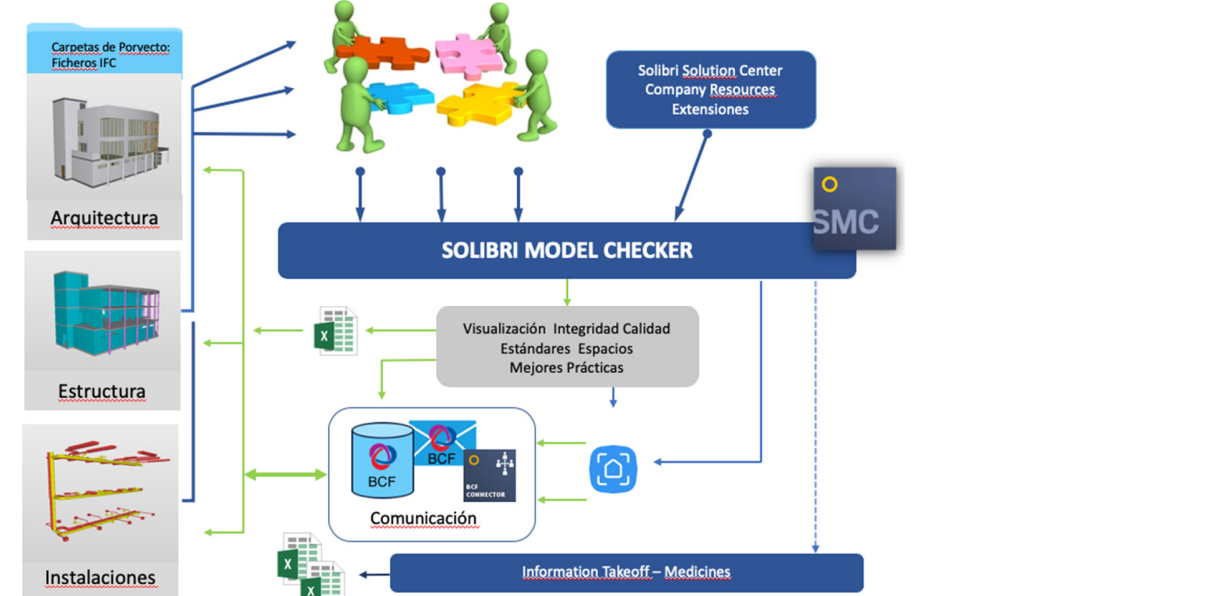 Carpetas de Porvecto:
Ficheros IFC
Arquitectura
Estructura
Instalaciones
Solibri Solution Center
Company Resources
Extensiones
SMC
SOLIBRI MODEL CHECKER
X
Visualización Integridad Calidad
Estándares Espacios
Mejores Prácticas
BCF
BCF
BCF
CONNECTOR
Comunicación
X
X
Information Takeoff – Medicines